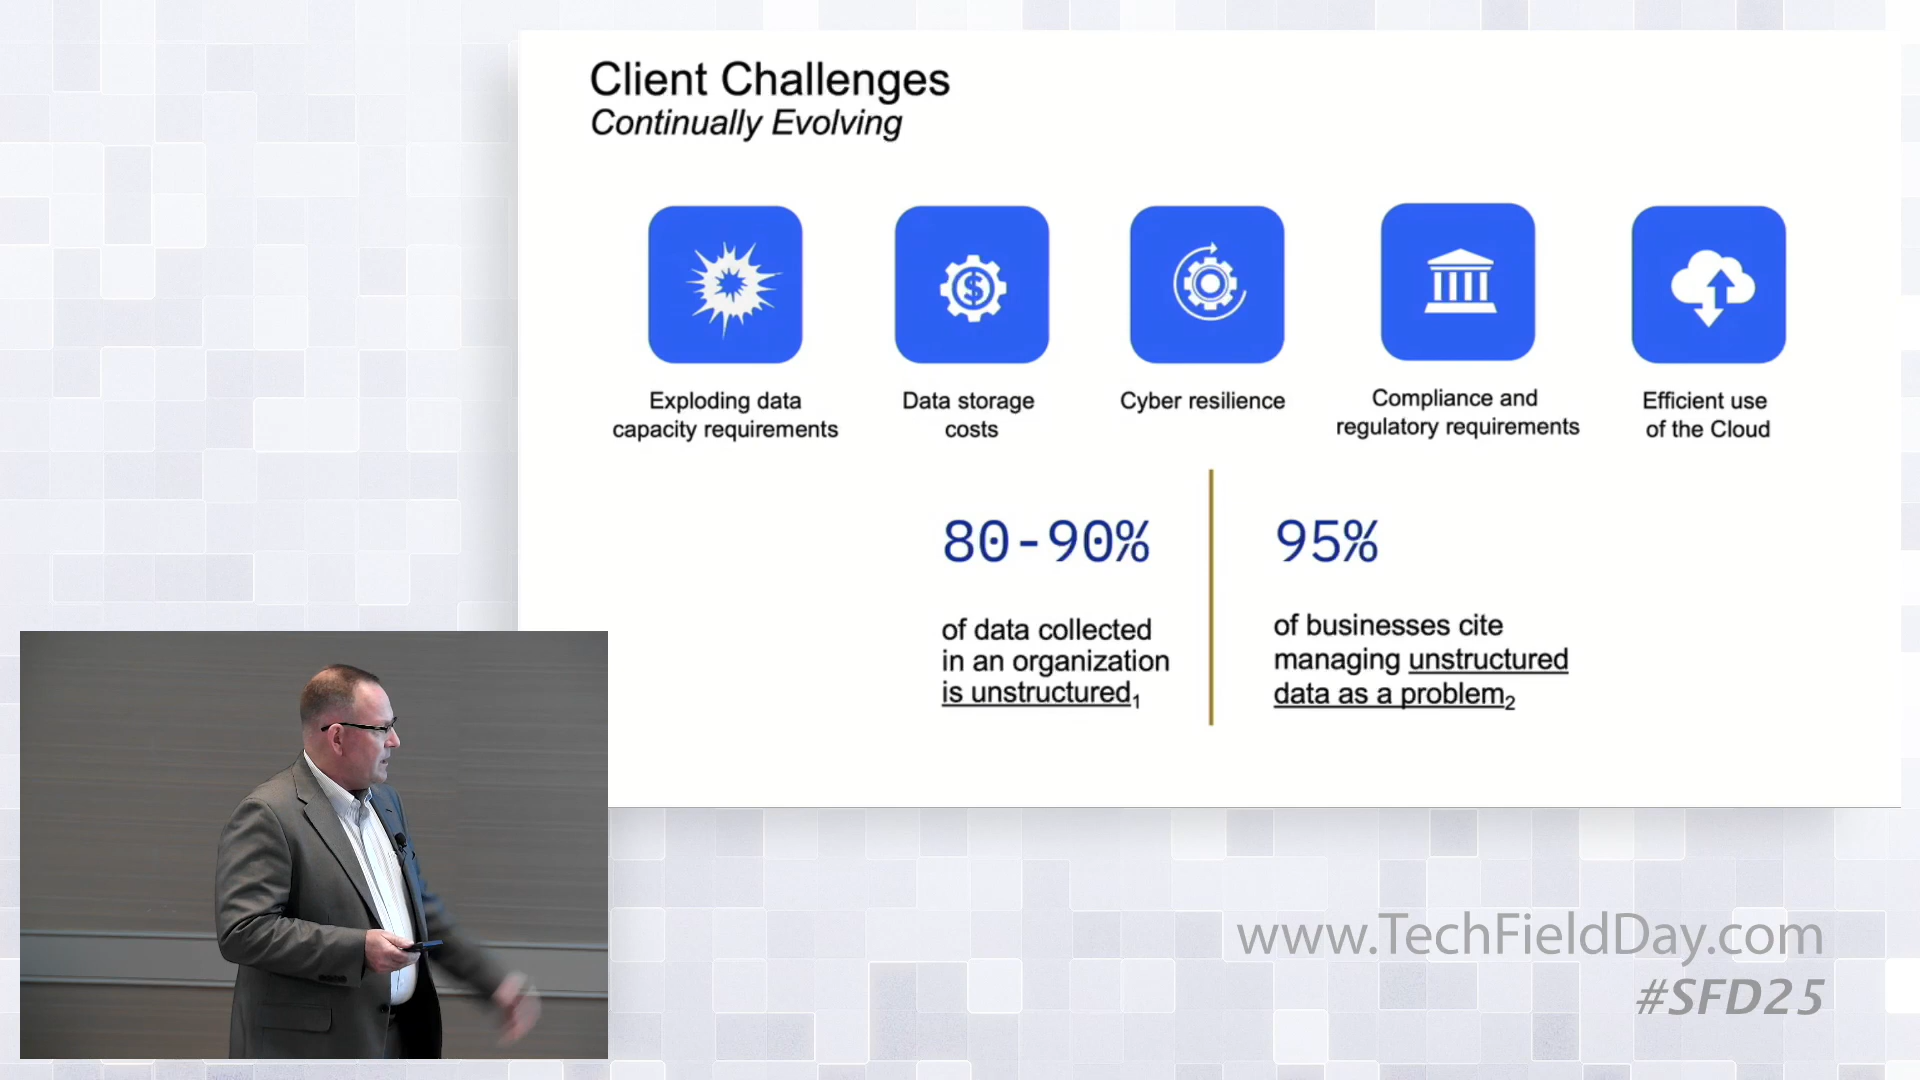 Client Challenges
Continually Evolving
Exploding data
capacity requirements
Data storage
costs
Cyber resilience
Compliance and
regulatory requirements
Efficient use
of the Cloud
80-90%
of data collected
in an organization
is unstructured1
95%
of businesses cite
managing unstructured
data as a problem2
www.TechFieldDay.com
#SFD25